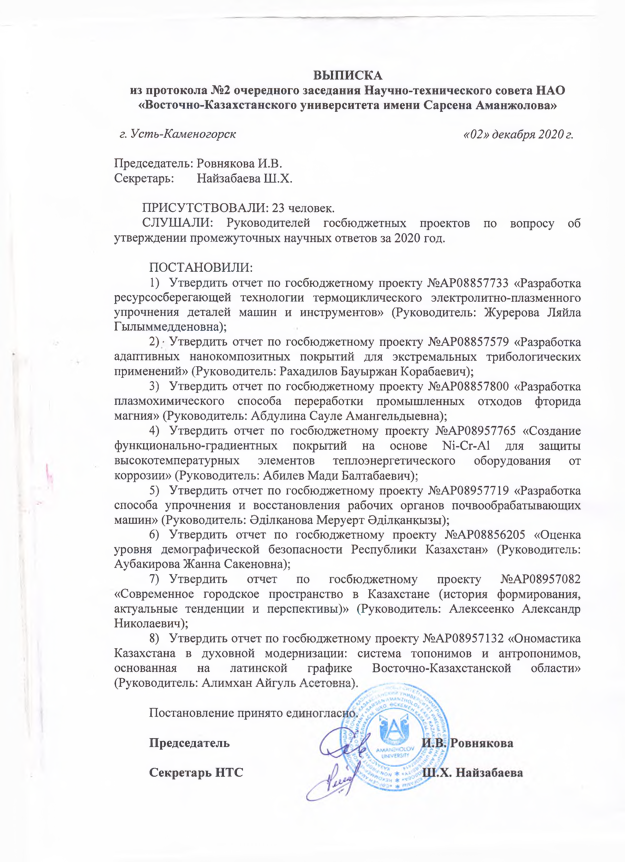 ВЫПИСКА
из протокола №2 очередного заседания Научно-технического совета НАО
«Восточно-Казахстанского университета имени Сарсена Аманжолова»
г. Усть-Каменогорск «02» декабря 2020 г.
Председатель: Ровнякова И.В.
Секретарь: Найзабаева Ш.Х.
ПРИСУТСТВОВАЛИ: 23 человек.
СЛУШАЛИ: Руководителей госбюджетных проектов по вопросу об
утверждении промежуточных научных ответов за 2020 год.
ПОСТАНОВИЛИ:
1) Утвердить отчет по госбюджетному проекту №АР08857733 «Разработка
ресурсосберегающей технологии термоциклического электролитно-плазменного
упрочнения деталей машин и инструментов» (Руководитель: Журерова Ляйла
Гылыммедденовна);
2) Утвердить отчет по госбюджетному проекту №АР08857579 «Разработка
адаптивных нанокомпозитных покрытий для экстремальных трибологических
применений» (Руководитель: Рахадилов Бауыржан Корабаевич);
3) Утвердить отчет по госбюджетному проекту №АР08857800 «Разработка
плазмохимического способа переработки промышленных отходов фторида
магния» (Руководитель: Абдулина Сауле Амангельдыевна);
4) Утвердить отчет по госбюджетному проекту №АР08957765 «Создание
функционально-градиентных покрытий на основе Ni-Cr-Al для защиты
высокотемпературных элементов теплоэнергетического оборудования от
коррозии» (Руководитель: Абилев Мади Балтабаевич);
5) Утвердить отчет по госбюджетному проекту №АР08957719 «Разработка
способа упрочнения и восстановления рабочих органов почвообрабатывающих
машин» (Руководитель: Әділқанова Меруерт Әділқанқызы);
6) Утвердить отчет по госбюджетному проекту №АР08856205 «Оценка
уровня демографической безопасности Республики Казахстан» (Руководитель:
Аубакирова Жанна Сакеновна);
7) Утвердить отчет по госбюджетному проекту №АР08957082
«Современное городское пространство в Казахстане (история формирования,
актуальные тенденции и перспективы)» (Руководитель: Алексеенко Александр
Николаевич);
8) Утвердить отчет по госбюджетному проекту №АР08957132 «Ономастика
Казахстана в духовной модернизации: система топонимов и антропонимов,
основанная на латинской графике Восточно-Казахстанской области»
(Руководитель: Алимхан Айгуль Асетовна).
Постановление принято единогласно.
Председатель И.В. Ровнякова
AMANZHOLOV
UNIVERSITY
Секретарь НТС Ш.Х. Найзабаева